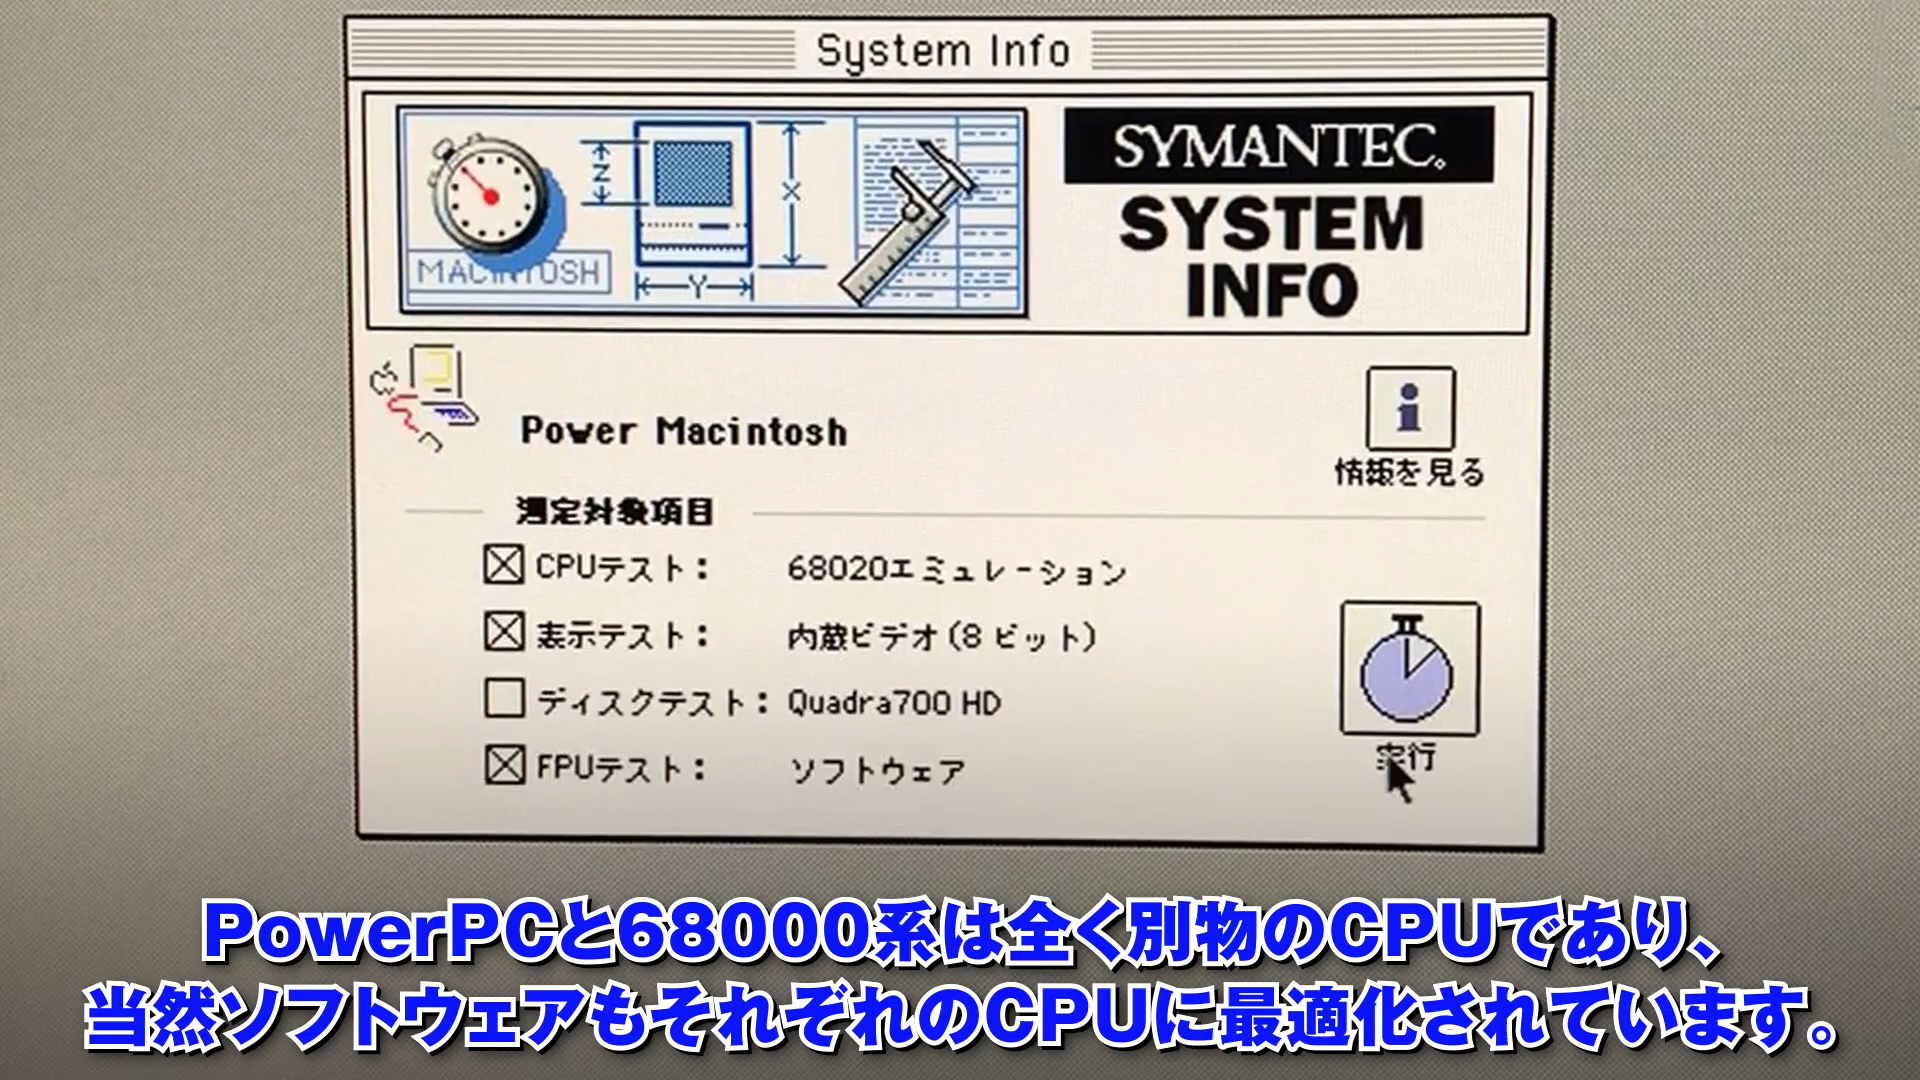 System Info
MACINTOSH
Z
X
Y
SYMANTEC.
SYSTEM
INFO
Power Macintosh
情報を見る
測定対象項目
CPUテスト： 68020エミュレーション
表示テスト： 内蔵ビデオ(8 ビット)
ディスクテスト： Quadra700 HD
FPUテスト： ソフトウェア
実行
PowerPCと68000系は全く別物のCPUであり、
当然ソフトウェアもそれぞれのCPUに最適化されています。